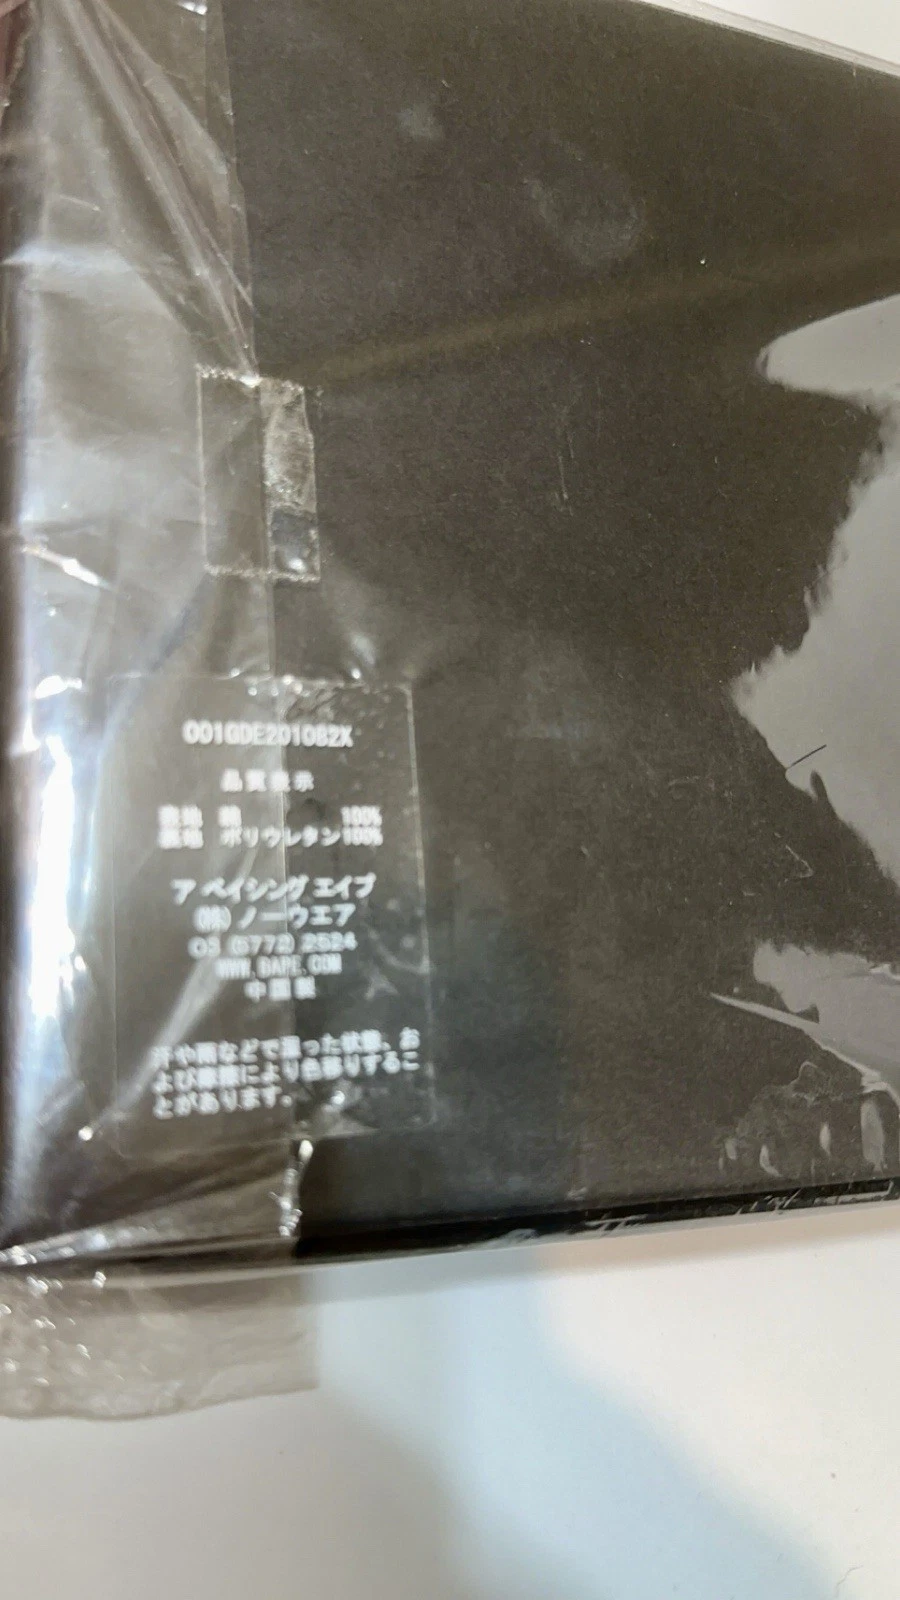 001GDE201082X
品質表示
表地 綿 100%
裏地 ポリウレタン100%
ア ベイシング エイプ
(株)ノーウエア
03 (5772) 2524
WWW.BAPE.COM
中国製
汗や雨などで湿った状態、お
よび摩擦により色移りするこ
とがあります。